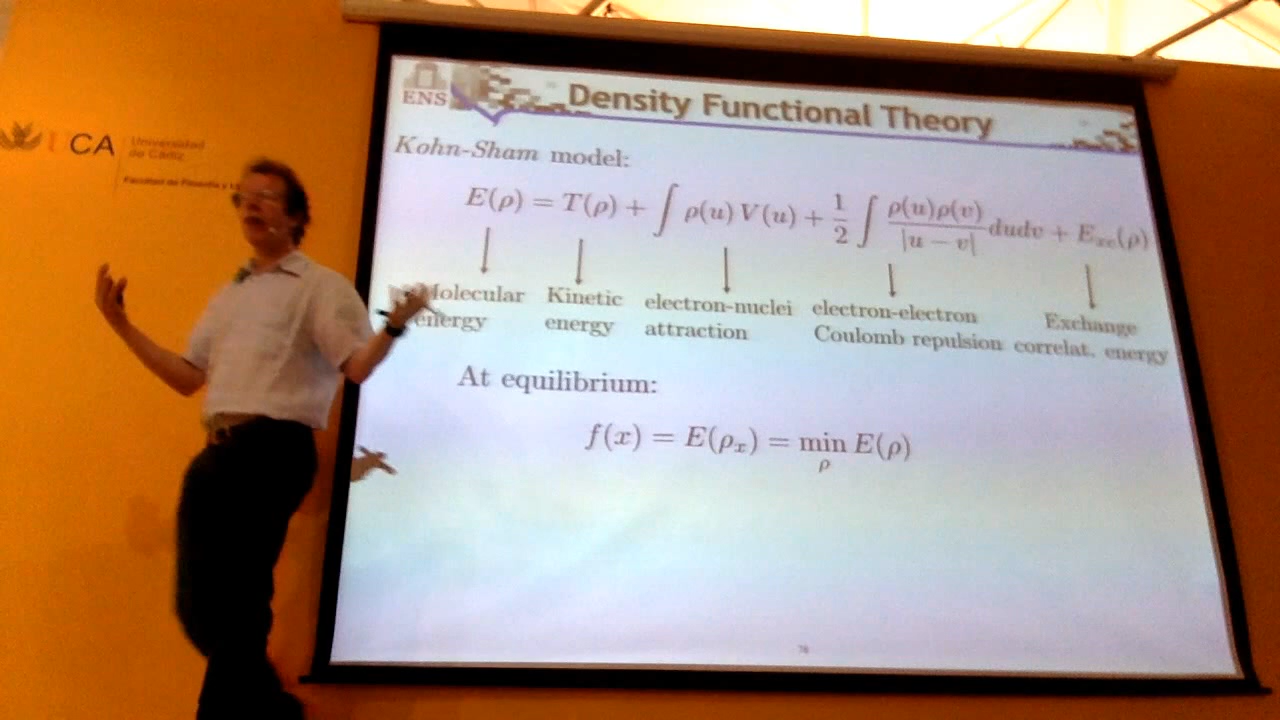 UCA
Universidad
de Cádiz
ENS
Density Functional Theory
Kohn-Sham model:
E(ρ) = T(ρ) + ∫ ρ(u) V(u) + 1/2 ∫ ρ(u)ρ(v)/|u − v| dudv + E_xc(ρ)
Molecular Kinetic electron-nuclei electron-electron Exchange
energy energy attraction Coulomb repulsion correlat. energy
At equilibrium:
f(x) = E(ρ_x) = min_ρ E(ρ)